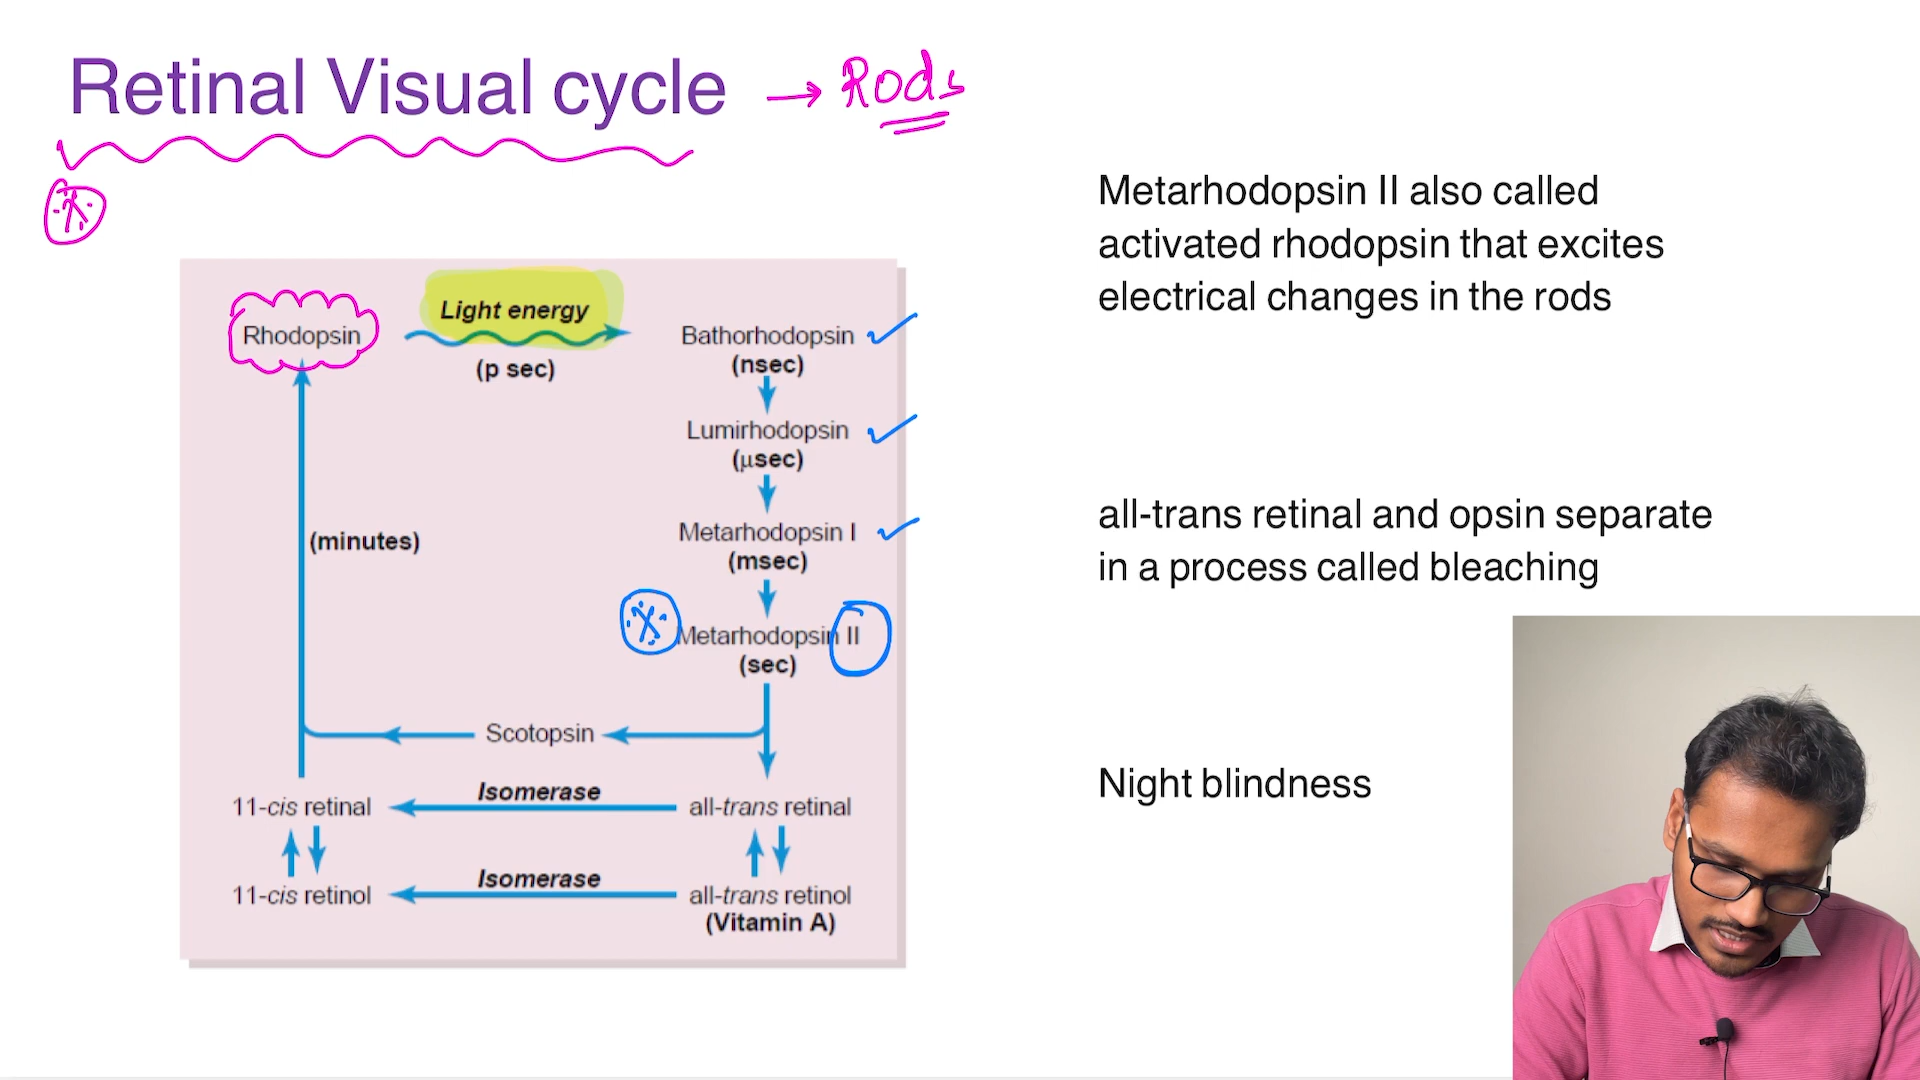 Retinal Visual cycle → Rods
Metarhodopsin II also called
activated rhodopsin that excites
electrical changes in the rods
Light energy
Rhodopsin
(p sec)
Bathorhodopsin
(nsec)
Lumirhodopsin
(μsec)
(minutes)
Metarhodopsin I
(msec)
Metarhodopsin II
(sec)
Scotopsin
11-cis retinal
Isomerase
all-trans retinal
11-cis retinol
Isomerase
all-trans retinol
(Vitamin A)
all-trans retinal and opsin separate
in a process called bleaching
Night blindness